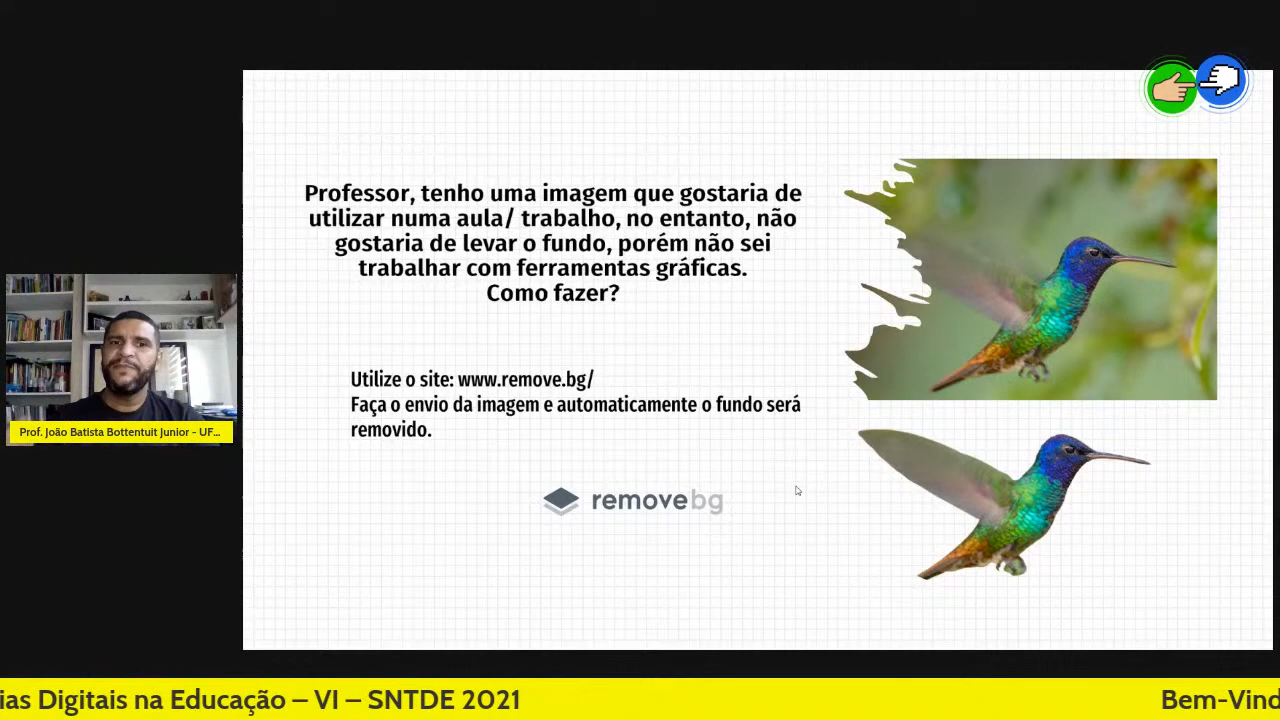 Professor, tenho uma imagem que gostaria de
utilizar numa aula/ trabalho, no entanto, não
gostaria de levar o fundo, porém não sei
trabalhar com ferramentas gráficas.
Como fazer?
Utilize o site: www.remove.bg/
Faça o envio da imagem e automaticamente o fundo será
removido.
removebg
Prof. João Batista Bottentuit Junior - UF...
ias Digitais na Educação – VI – SNTDE 2021
Bem-Vind